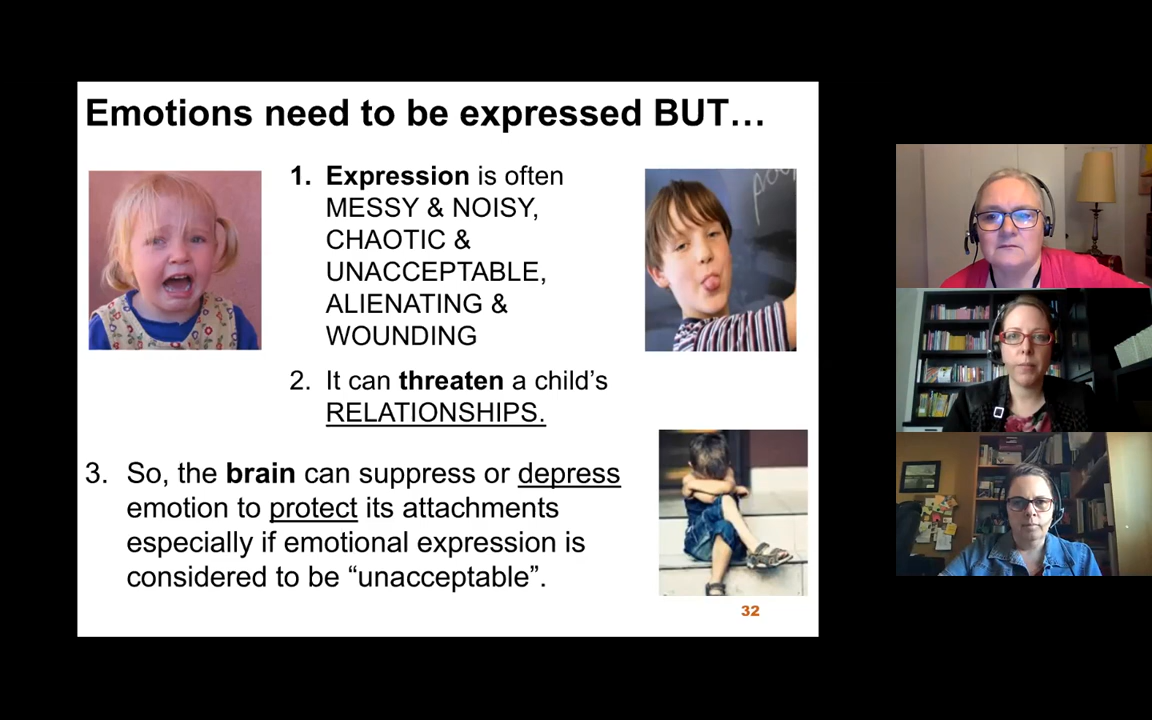 Emotions need to be expressed BUT…
1. Expression is often
MESSY & NOISY,
CHAOTIC &
UNACCEPTABLE,
ALIENATING &
WOUNDING
2. It can threaten a child’s
RELATIONSHIPS.
3. So, the brain can suppress or depress
emotion to protect its attachments
especially if emotional expression is
considered to be “unacceptable”.
32